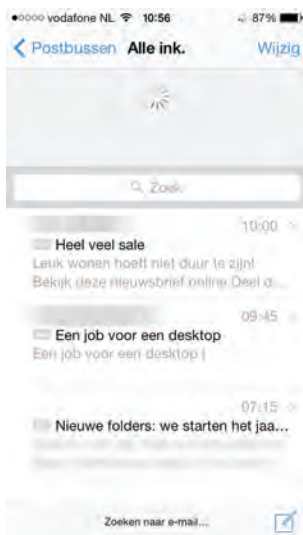 vodafone NL 10:56 87%
Postbussen Alle ink. Wijzig
Zoek
10:00
Heel veel sale
Leuk wonen hoeft niet duur te zijn!
Bekijk deze nieuwsbrief online Deel d...
09:45
Een job voor een desktop
Een job voor een desktop |
07:15
Nieuwe folders: we starten het jaa...
Zoeken naar e-mail...